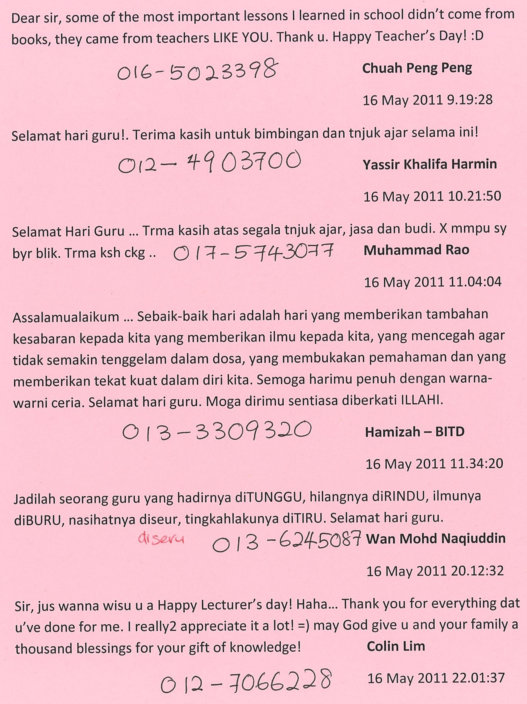 Dear sir, some of the most important lessons I learned in school didn't come from
books, they came from teachers LIKE YOU. Thank u. Happy Teacher's Day! :D
016-5023398 Chuah Peng Peng
16 May 2011 9.19:28
Selamat hari guru!. Terima kasih untuk bimbingan dan tnjuk ajar selama ini!
012-4903700 Yassir Khalifa Harmin
16 May 2011 10.21:50
Selamat Hari Guru ... Trma kasih atas segala tnjuk ajar, jasa dan budi. X mmpu sy
byr blik. Trma ksh ckg .. 017-5743077 Muhammad Rao
16 May 2011 11.04:04
Assalamualaikum ... Sebaik-baik hari adalah hari yang memberikan tambahan
kesabaran kepada kita yang memberikan ilmu kepada kita, yang mencegah agar
tidak semakin tenggelam dalam dosa, yang membukakan pemahaman dan yang
memberikan tekat kuat dalam diri kita. Semoga harimu penuh dengan warna-
warni ceria. Selamat hari guru. Moga dirimu sentiasa diberkati ILLAHI.
013-3309320 Hamizah – BITD
16 May 2011 11.34:20
Jadilah seorang guru yang hadirnya diTUNGGU, hilangnya diRINDU, ilmunya
diBURU, nasihatnya diseur, tingkahlakunya diTIRU. Selamat hari guru.
diseru 013-6245087 Wan Mohd Naqiuddin
16 May 2011 20.12:32
Sir, jus wanna wisu u a Happy Lecturer's day! Haha... Thank you for everything dat
u've done for me. I really2 appreciate it a lot! =) may God give u and your family a
thousand blessings for your gift of knowledge! Colin Lim
012-7066228 16 May 2011 22.01:37